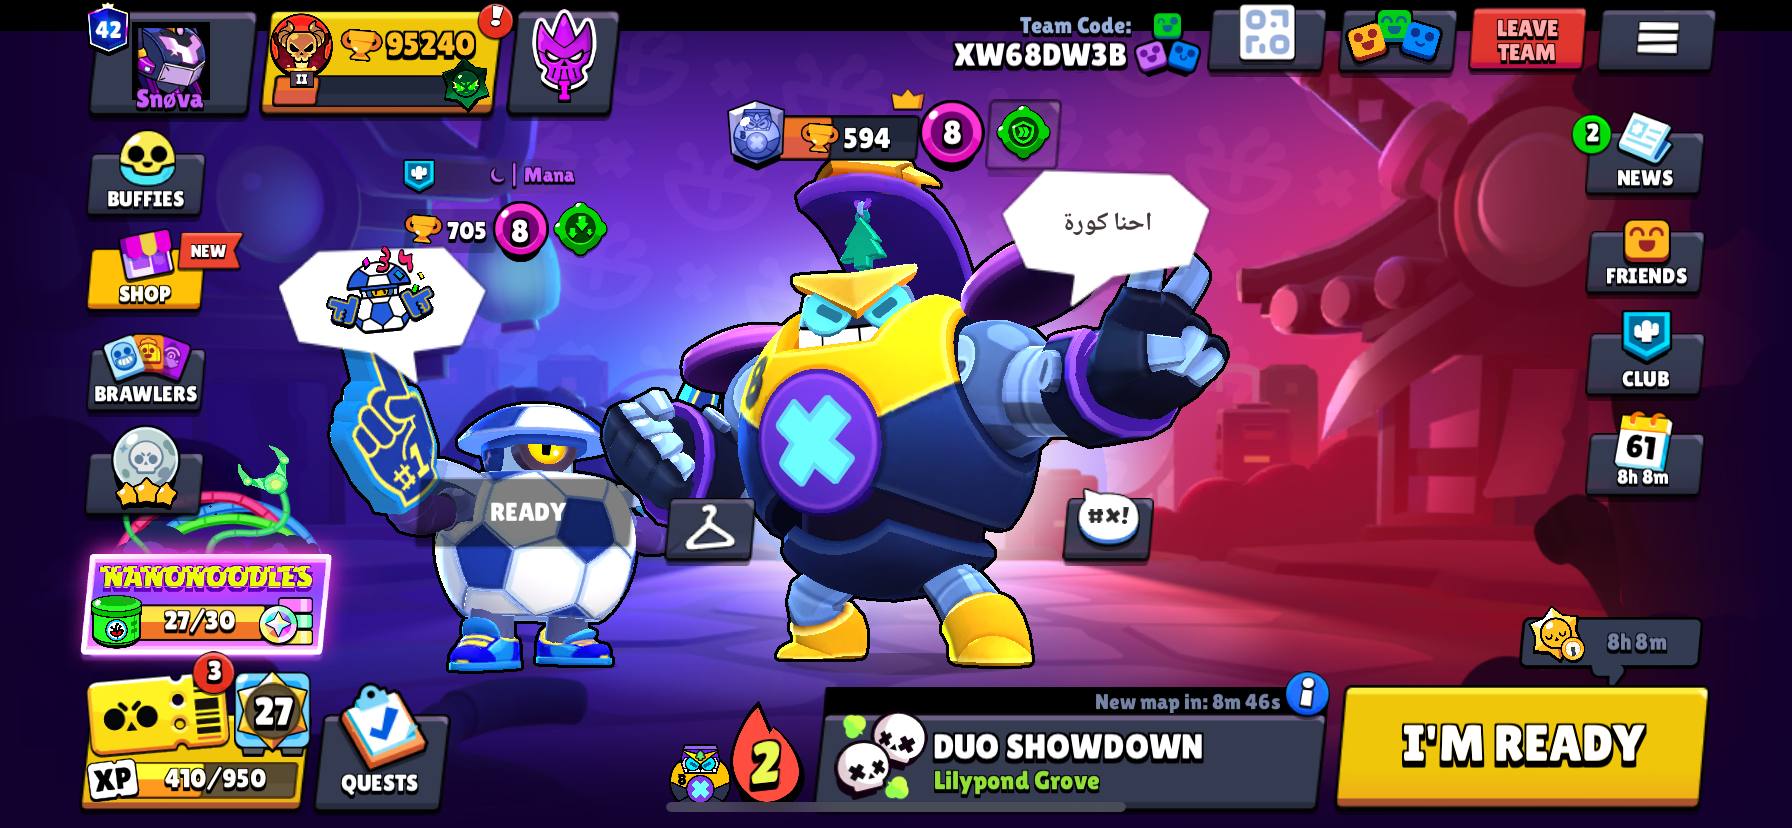 42
Snøva
II
95240
!
Team Code:
XW68DW3B
LEAVE
TEAM
594
8
☾ | Mana
705
8
احنا كورة
34
#1
READY
#x!
BUFFIES
NEW
SHOP
BRAWLERS
NANONOODLES
27/30
3
27
XP
410/950
QUESTS
2
NEWS
FRIENDS
CLUB
61
8h 8m
8h 8m
New map in: 8m 46s
i
2
DUO SHOWDOWN
Lilypond Grove
I'M READY